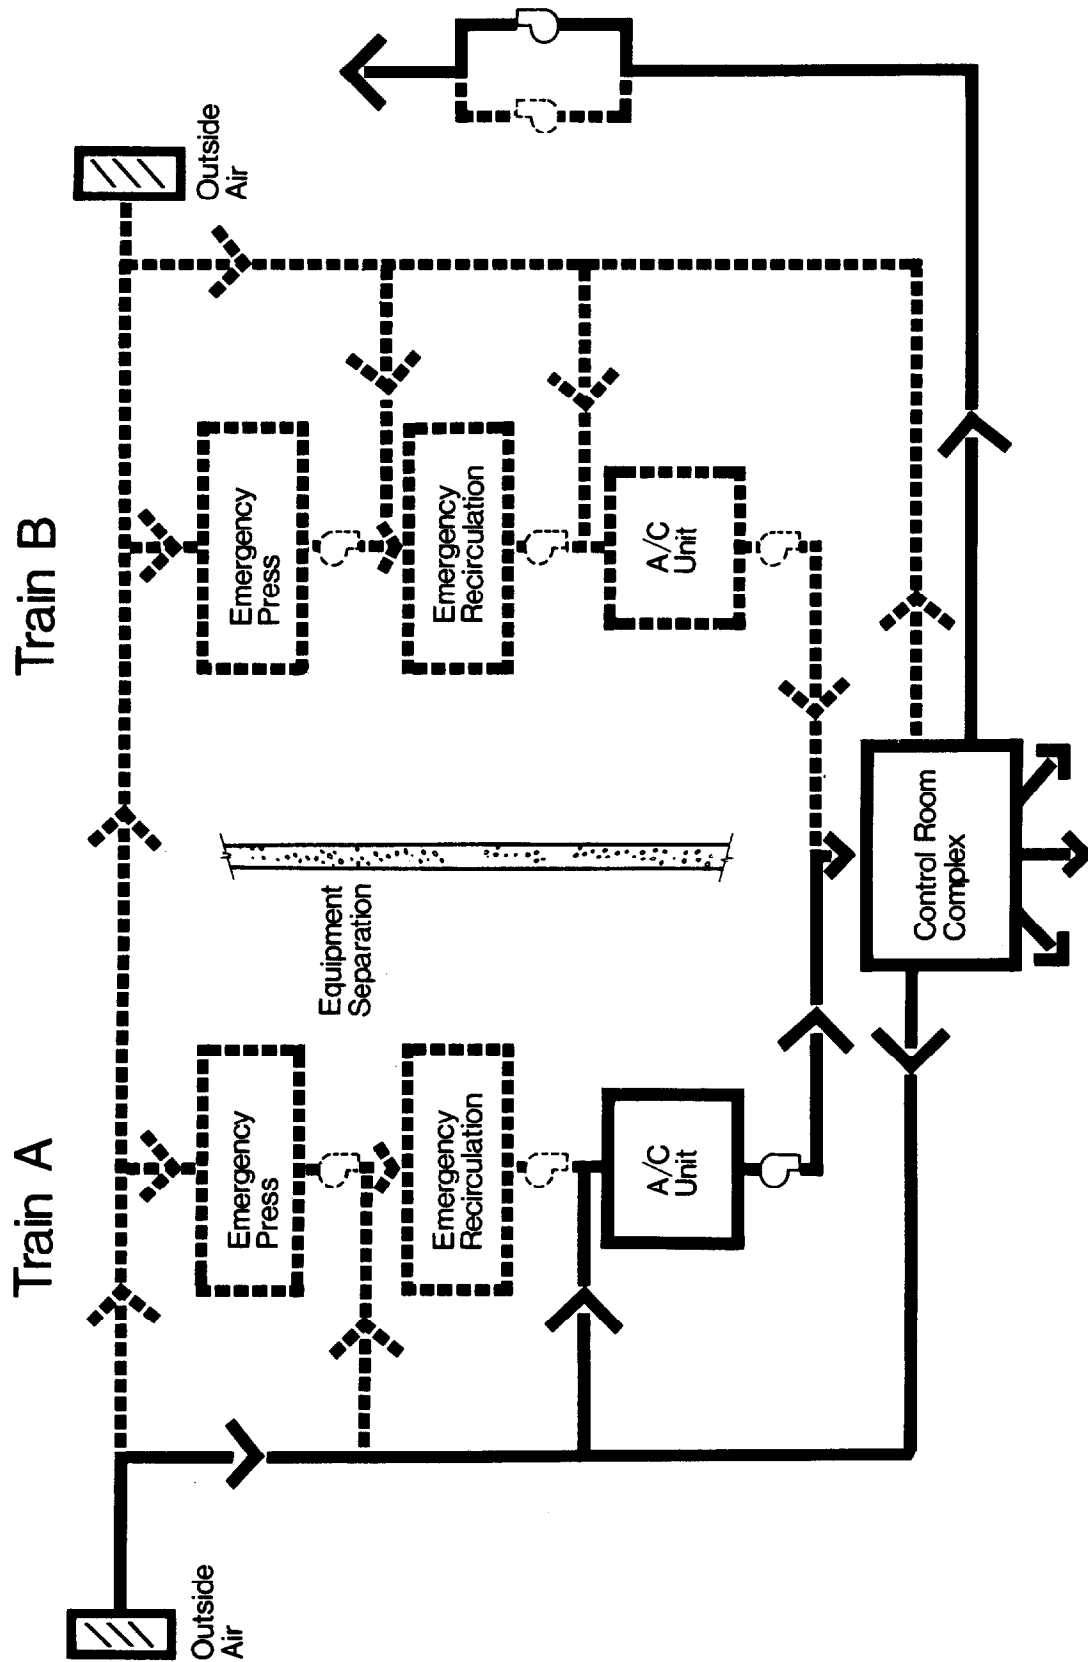 Train A
Train B
Outside
Air
Outside
Air
Emergency
Press
Emergency
Press
Equipment
Separation
Emergency
Recirculation
Emergency
Recirculation
A/C
Unit
A/C
Unit
Control Room
Complex